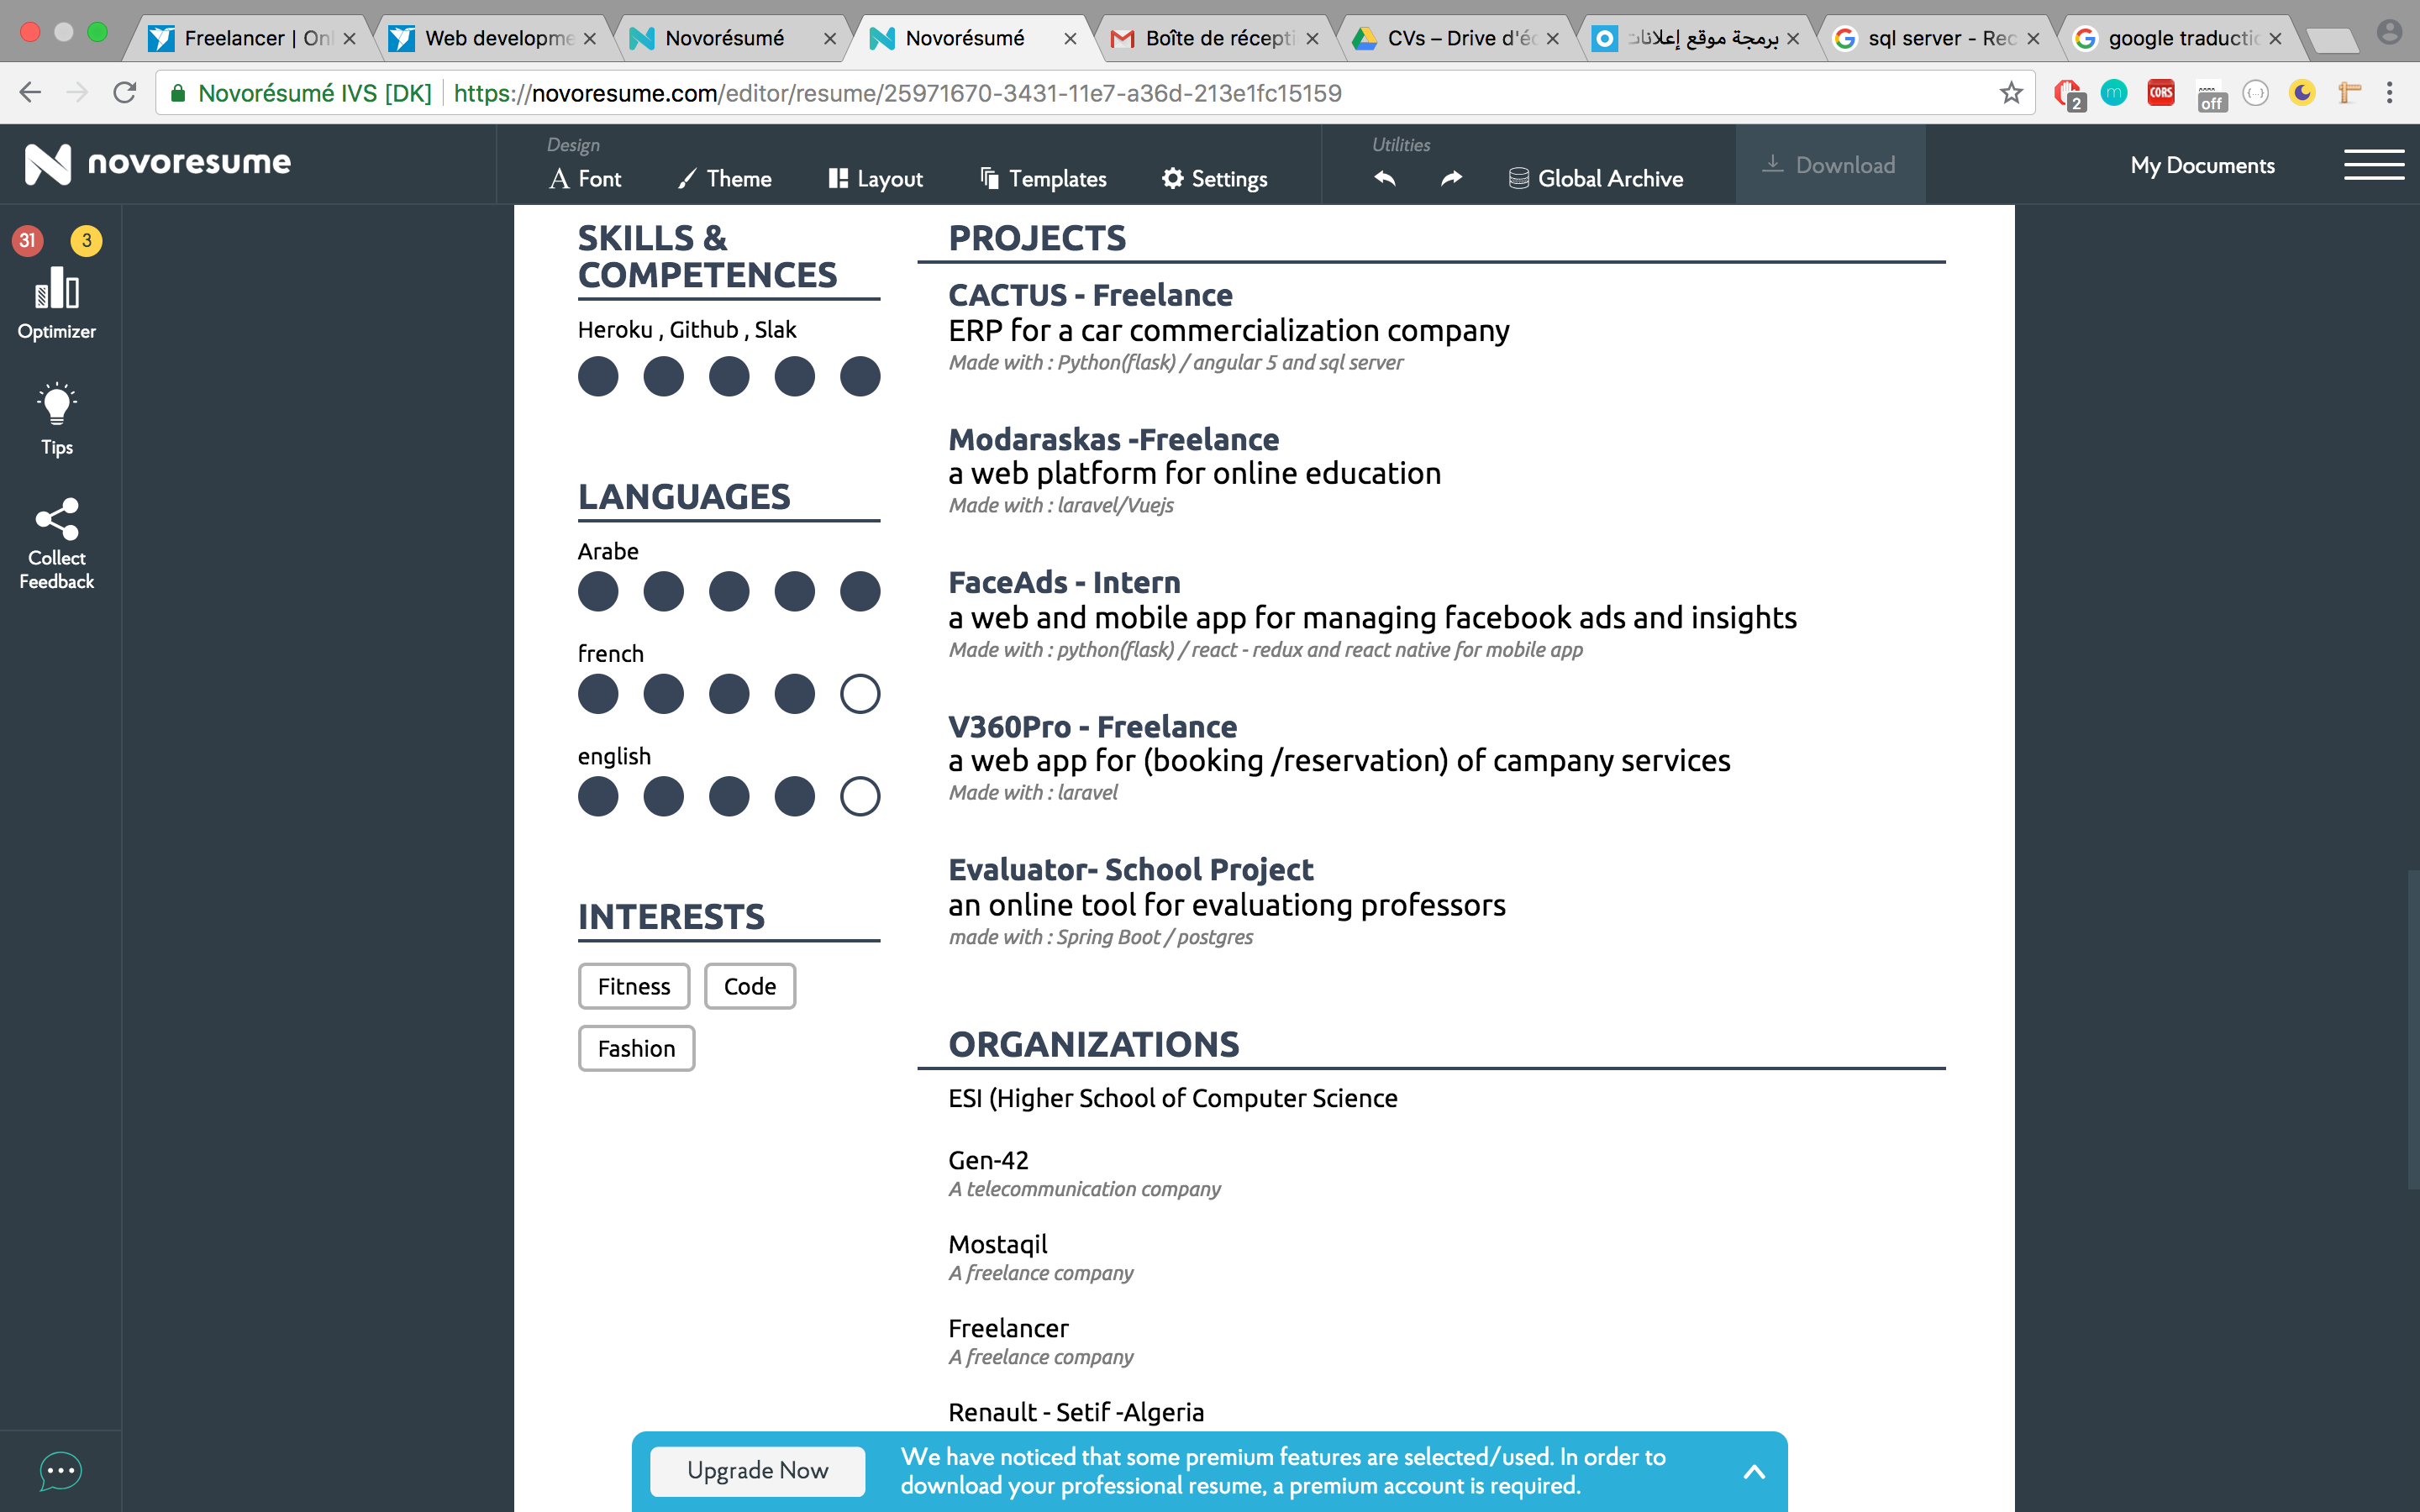 Freelancer | Onl
Web developme
Novorésumé
Novorésumé
Boîte de récepti
CVs – Drive d'éc
برمجة موقع إعلانات
sql server - Rec
google traductic
Novorésumé IVS [DK]
https://novoresume.com/editor/resume/25971670-3431-11e7-a36d-213e1fc15159
2
m
CORS
off
{...}
novoresume
Design
Font
Theme
Layout
Templates
Settings
Utilities
Global Archive
Download
My Documents
31
3
Optimizer
Tips
Collect
Feedback
SKILLS &
COMPETENCES
Heroku , Github , Slak
LANGUAGES
Arabe
french
english
INTERESTS
Fitness
Code
Fashion
PROJECTS
CACTUS - Freelance
ERP for a car commercialization company
Made with : Python(flask) / angular 5 and sql server
Modaraskas -Freelance
a web platform for online education
Made with : laravel/Vuejs
FaceAds - Intern
a web and mobile app for managing facebook ads and insights
Made with : python(flask) / react - redux and react native for mobile app
V360Pro - Freelance
a web app for (booking /reservation) of campany services
Made with : laravel
Evaluator- School Project
an online tool for evaluationg professors
made with : Spring Boot / postgres
ORGANIZATIONS
ESI (Higher School of Computer Science
Gen-42
A telecommunication company
Mostaqil
A freelance company
Freelancer
A freelance company
Renault - Setif -Algeria
Upgrade Now
We have noticed that some premium features are selected/used. In order to
download your professional resume, a premium account is required.